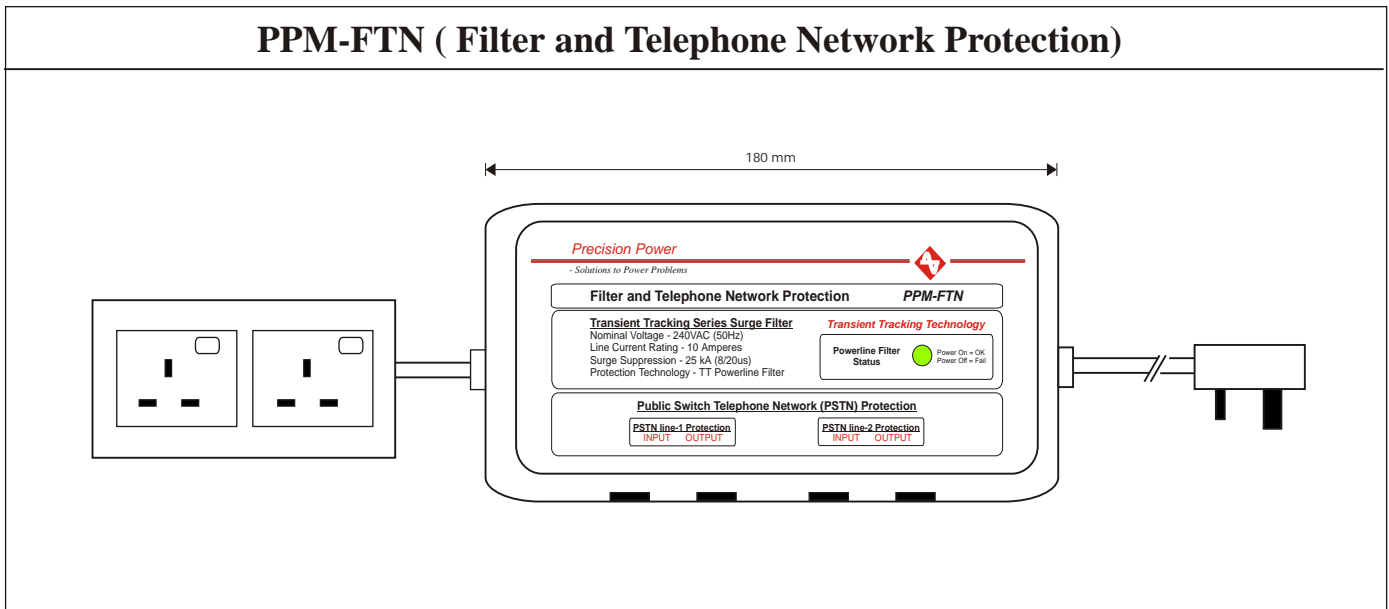 PPM-FTN ( Filter and Telephone Network Protection)
180 mm
Precision Power
- Solutions to Power Problems
Filter and Telephone Network Protection PPM-FTN
Transient Tracking Series Surge Filter
Nominal Voltage - 240VAC (50Hz)
Line Current Rating - 10 Amperes
Surge Suppression - 25 kA (8/20us)
Protection Technology - TT Powerline Filter
Transient Tracking Technology
Powerline Filter
Status
Power On = OK
Power Off = Fail
Public Switch Telephone Network (PSTN) Protection
PSTN line-1 Protection
INPUT OUTPUT
PSTN line-2 Protection
INPUT OUTPUT